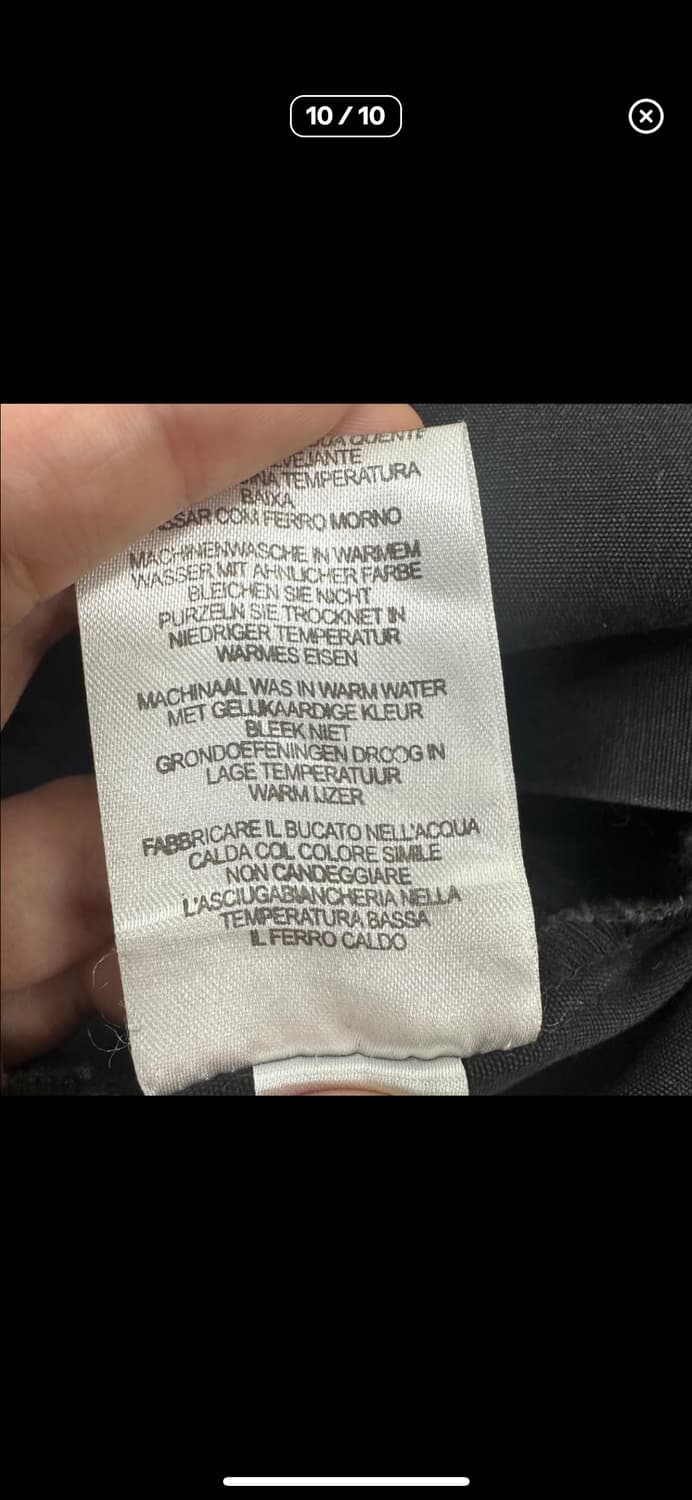 10 / 10
QUENTE
TEMPERATURA
BAIXA
COM FERRO MORNO
MACHINENWASCHE IN WARMEM
WASSER MIT AHNLICHER FARBE
BLEICHEN SIE NICHT
PURZELN SIE TROCKNET IN
NIEDRIGER TEMPERATUR
WARMES EISEN
MACHINAAL WAS IN WARM WATER
MET GELIJKAARDIGE KLEUR
BLEEK NIET
GRONDOEFENINGEN DROOG IN
LAGE TEMPERATUUR
WARM IJZER
FABBRICARE IL BUCATO NELL'ACQUA
CALDA COL COLORE SIMILE
NON CANDEGGIARE
L'ASCIUGABIANCHERIA NELLA
TEMPERATURA BASSA
IL FERRO CALDO